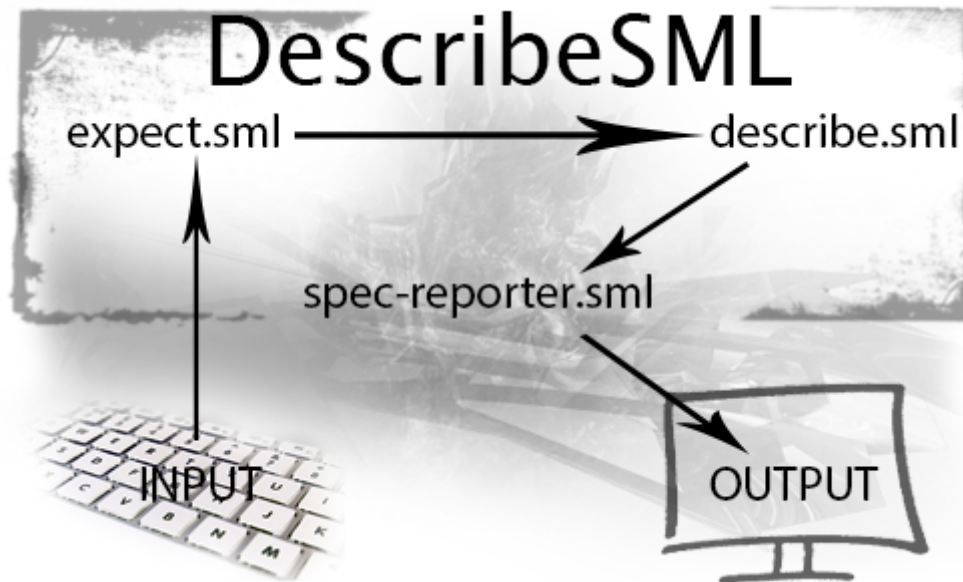 DescribeSML
expect.sml
describe.sml
spec-reporter.sml
INPUT
OUTPUT